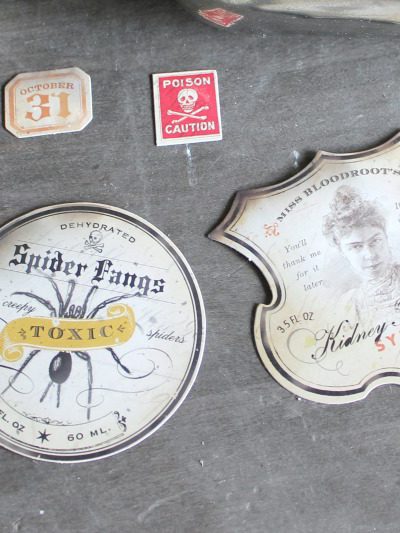 OCTOBER
31
POISON
CAUTION
DEHYDRATED
Spider Fangs
creepy
TOXIC
spiders
FL. OZ
60 ML.
MISS BLOODROOT'S
You'll
thank me
for it
later
3.5 FL. OZ
Kidney
SY